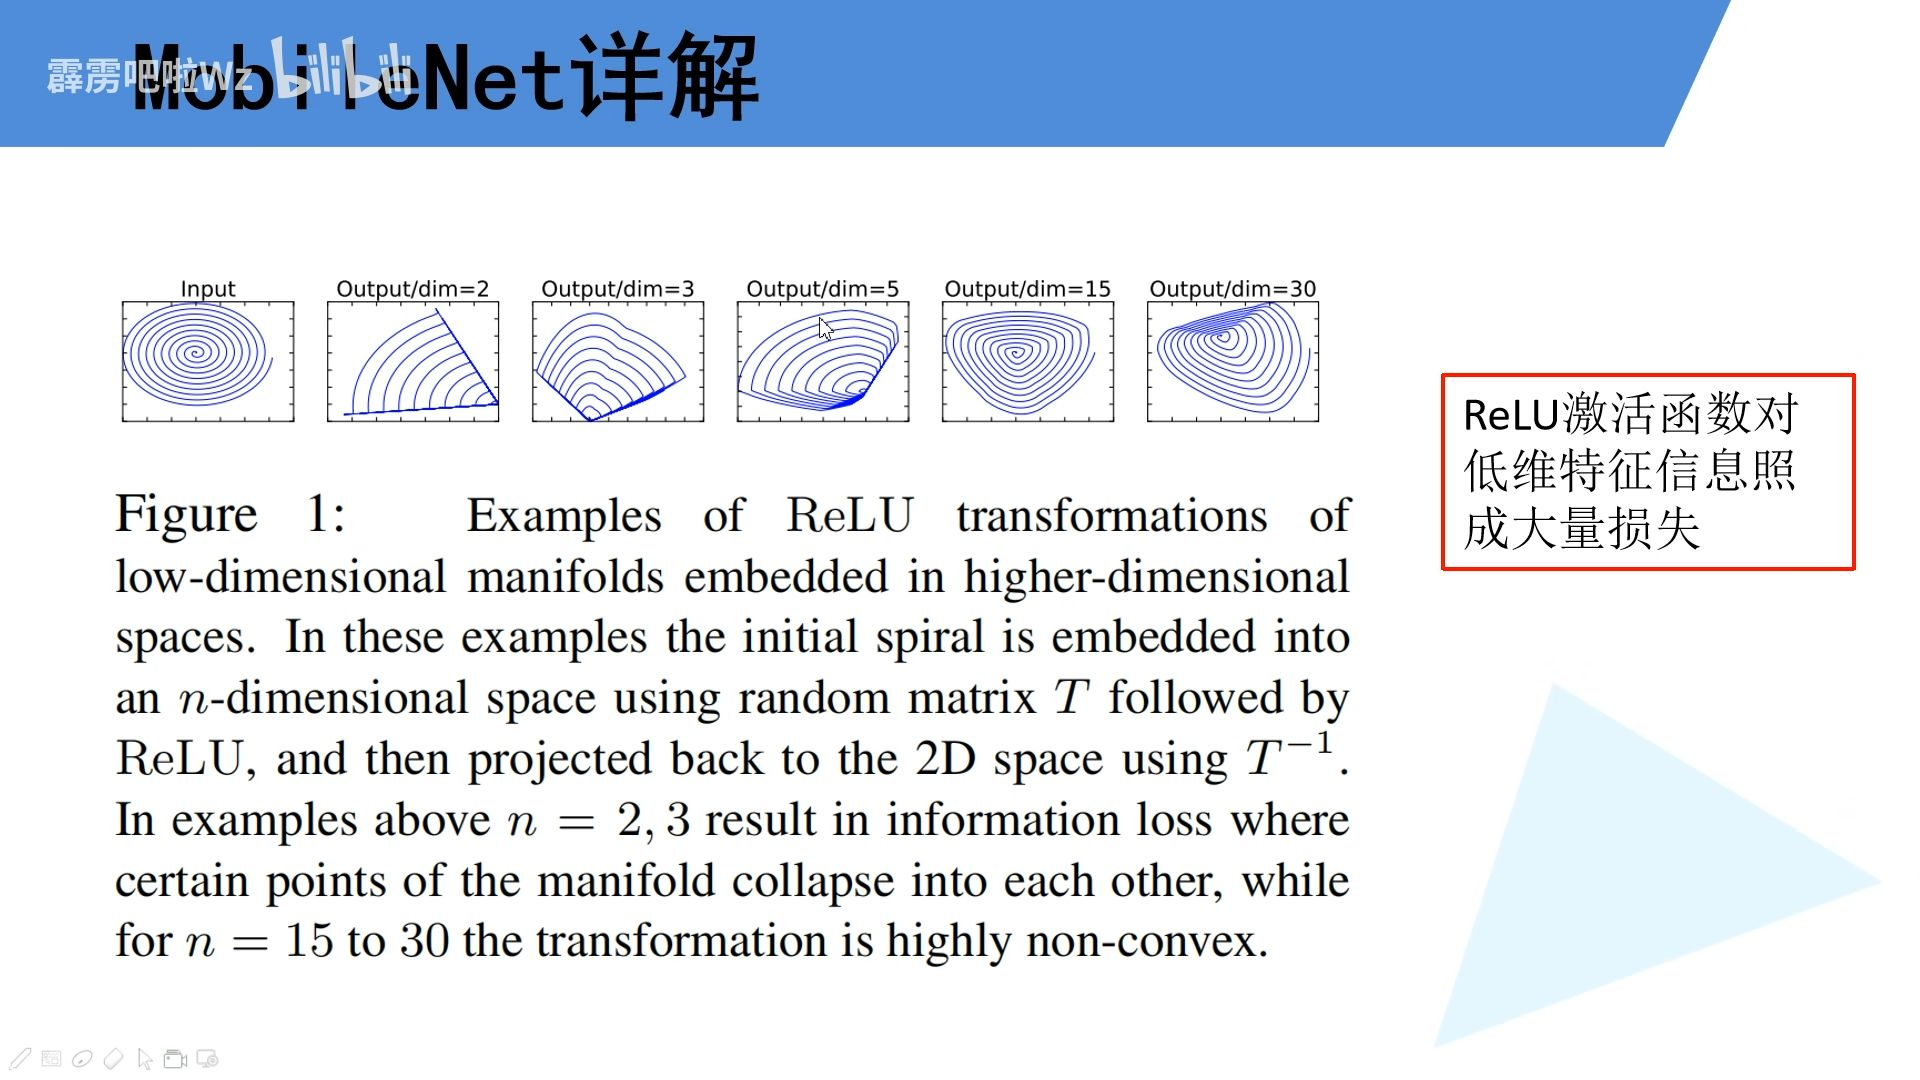 MobileNet详解
霹雳吧啦Wz bilibili
Input Output/dim=2 Output/dim=3 Output/dim=5 Output/dim=15 Output/dim=30
ReLU激活函数对
低维特征信息照
成大量损失
Figure 1: Examples of ReLU transformations of
low-dimensional manifolds embedded in higher-dimensional
spaces. In these examples the initial spiral is embedded into
an n-dimensional space using random matrix T followed by
ReLU, and then projected back to the 2D space using T⁻¹.
In examples above n = 2, 3 result in information loss where
certain points of the manifold collapse into each other, while
for n = 15 to 30 the transformation is highly non-convex.